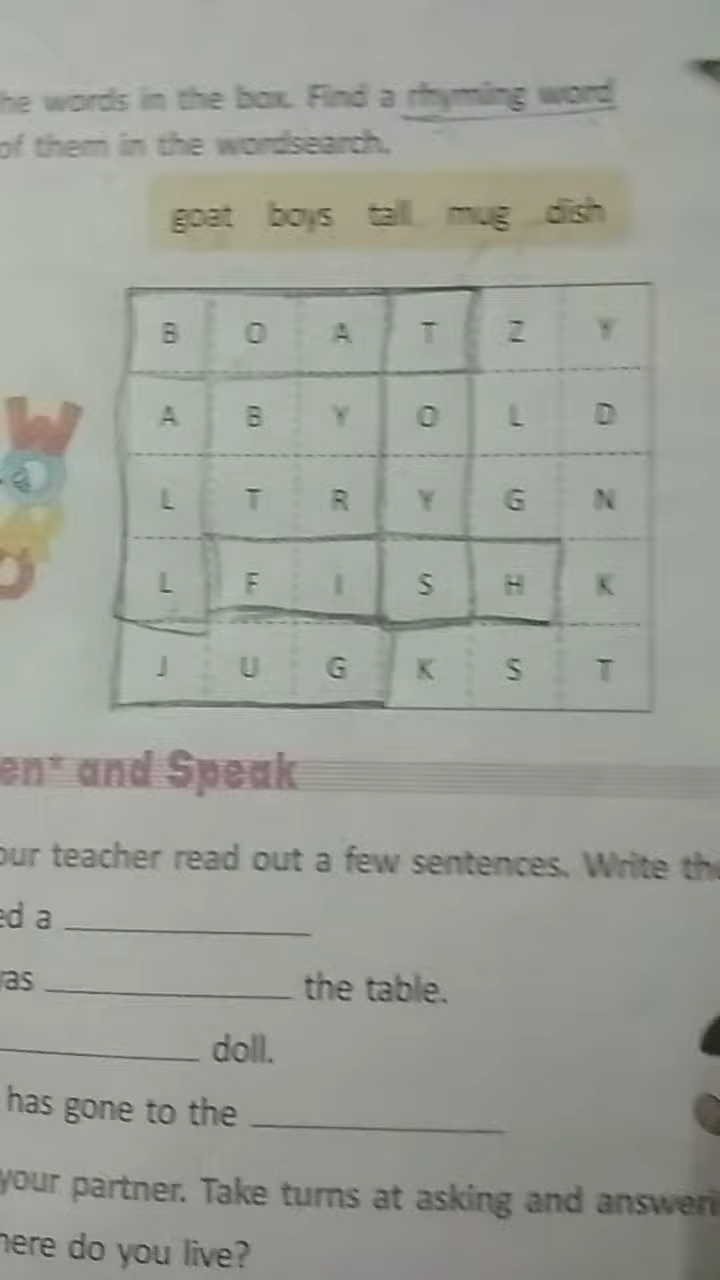 he words in the box. Find a rhyming word
of them in the wordsearch.
goat boys tall mug dish
B O A T Z Y
A B Y O L D
L T R Y G N
L F I S H K
J U G K S T
en* and Speak
our teacher read out a few sentences. Write the
ed a
as the table.
doll.
has gone to the
your partner. Take turns at asking and answeri
here do you live?